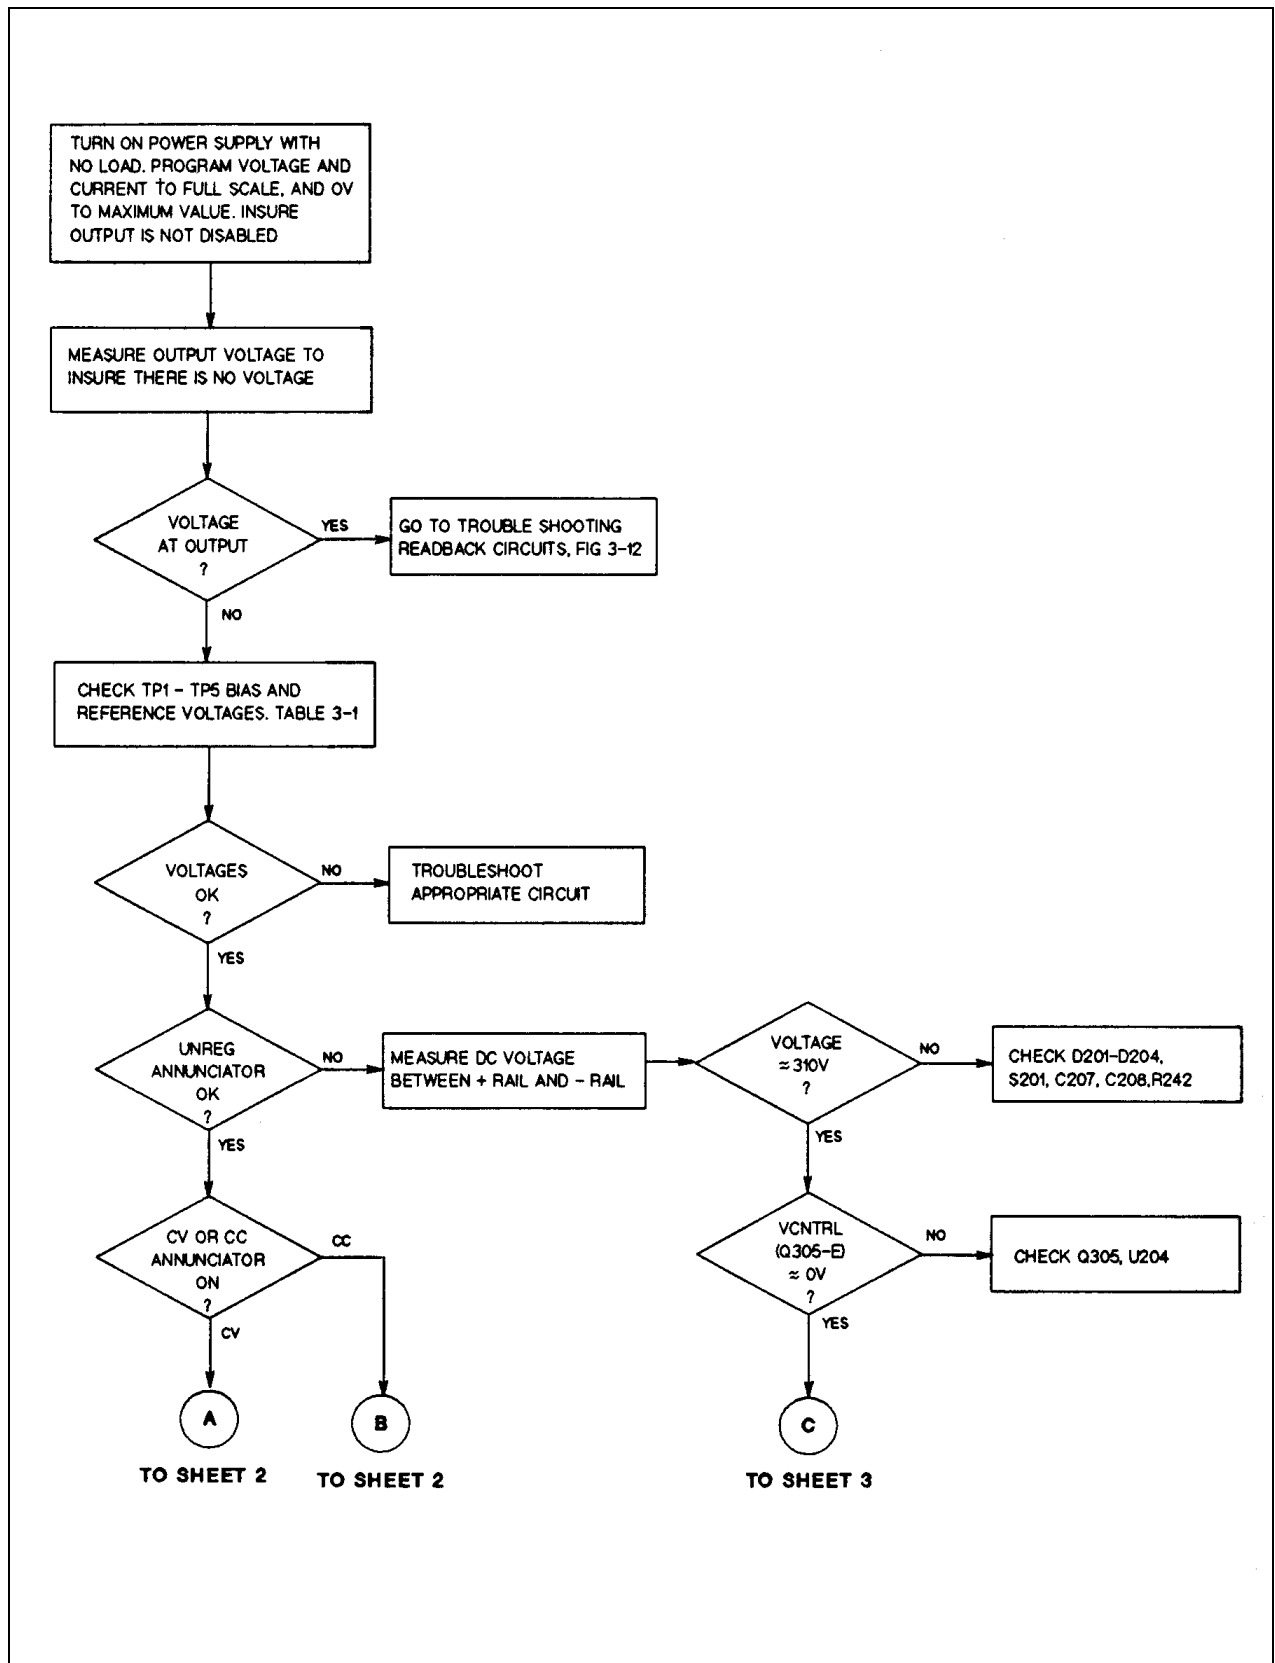 TURN ON POWER SUPPLY WITH
NO LOAD. PROGRAM VOLTAGE AND
CURRENT TO FULL SCALE, AND OV
TO MAXIMUM VALUE. INSURE
OUTPUT IS NOT DISABLED
MEASURE OUTPUT VOLTAGE TO
INSURE THERE IS NO VOLTAGE
VOLTAGE
AT OUTPUT
?
YES
GO TO TROUBLE SHOOTING
READBACK CIRCUITS, FIG 3-12
NO
CHECK TP1 - TP5 BIAS AND
REFERENCE VOLTAGES. TABLE 3-1
VOLTAGES
OK
?
NO
TROUBLESHOOT
APPROPRIATE CIRCUIT
YES
UNREG
ANNUNCIATOR
OK
?
NO
MEASURE DC VOLTAGE
BETWEEN + RAIL AND - RAIL
VOLTAGE
≈310V
?
NO
CHECK D201-D204,
S201, C207, C208,R242
YES
YES
CV OR CC
ANNUNCIATOR
ON
?
CC
CV
VCNTRL
(Q305-E)
≈ 0V
?
NO
CHECK Q305, U204
YES
A
TO SHEET 2
B
TO SHEET 2
C
TO SHEET 3